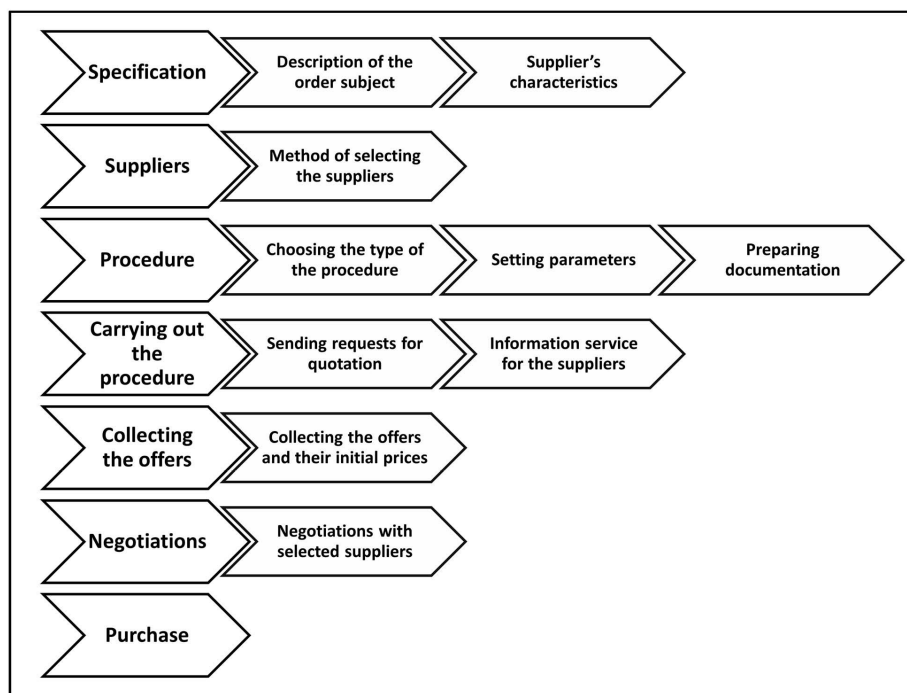 Specification
Description of the
order subject
Supplier's
characteristics
Suppliers
Method of selecting
the suppliers
Procedure
Choosing the type of
the procedure
Setting parameters
Preparing
documentation
Carrying out
the
procedure
Sending requests for
quotation
Information service
for the suppliers
Collecting
the offers
Collecting the offers
and their initial prices
Negotiations
Negotiations with
selected suppliers
Purchase